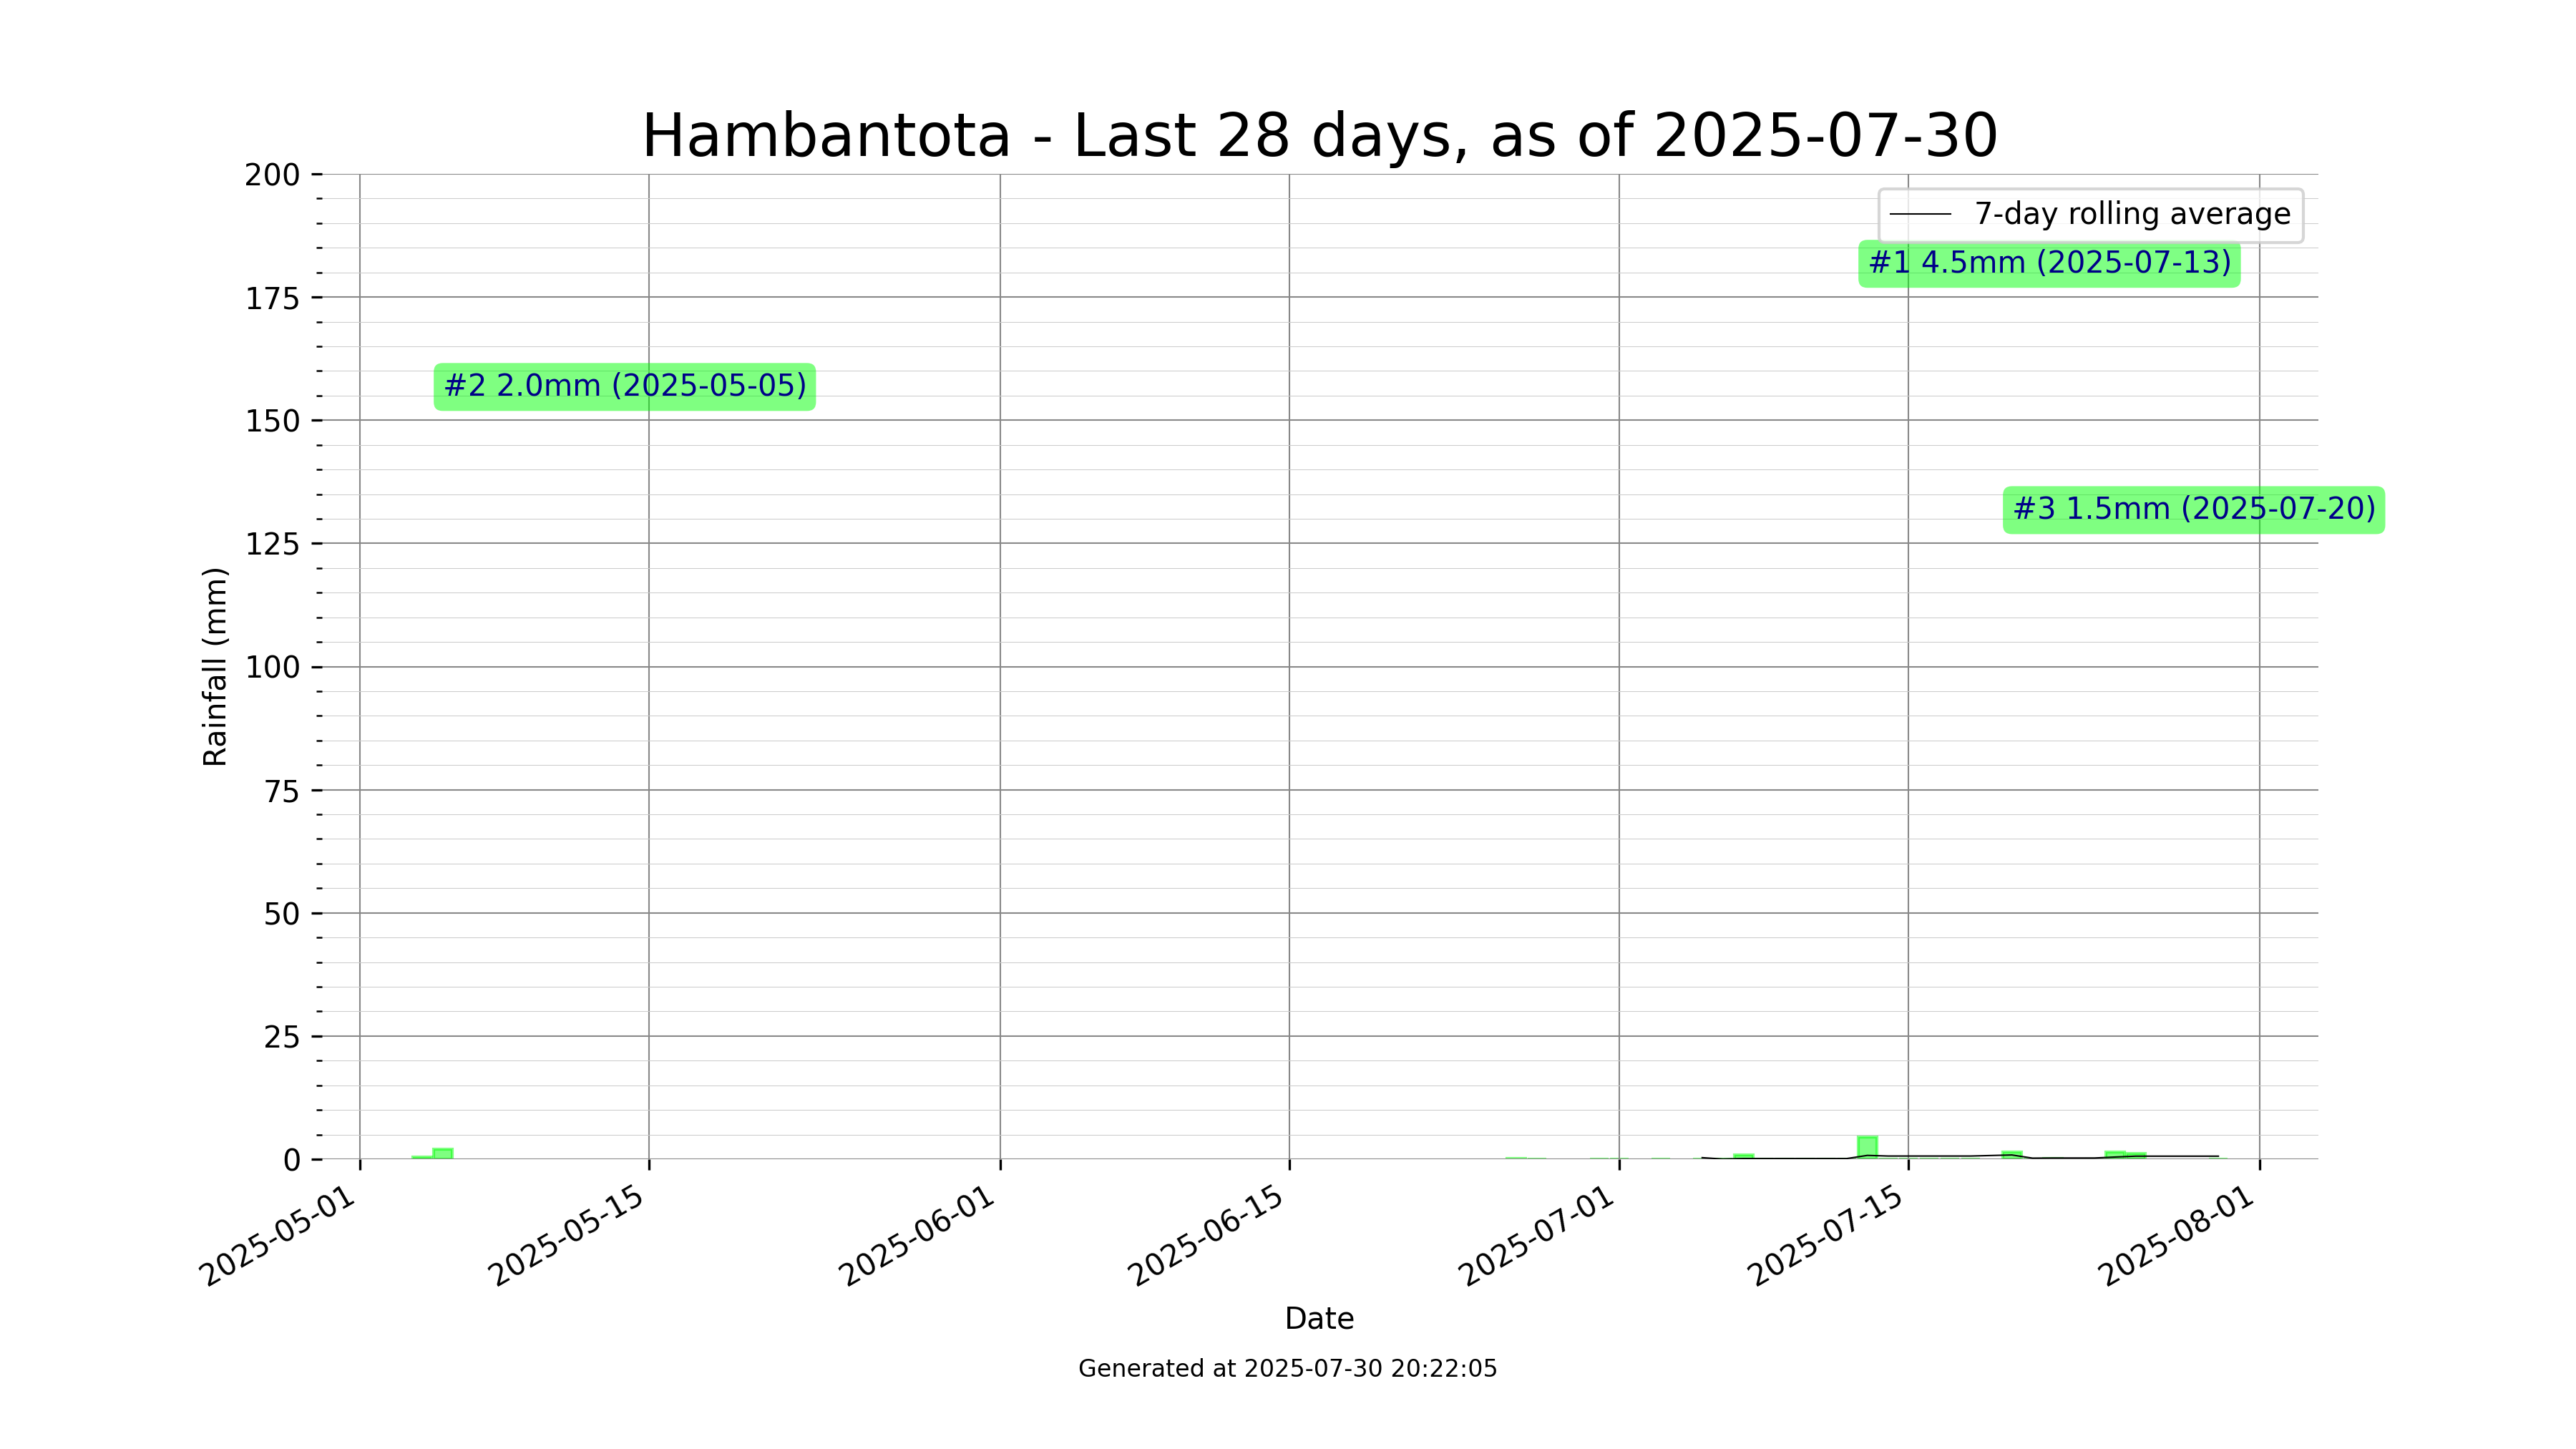 Hambantota - Last 28 days, as of 2025-07-30
200
175
150
125
100
75
50
25
0
Rainfall (mm)
7-day rolling average
#1 4.5mm (2025-07-13)
#2 2.0mm (2025-05-05)
#3 1.5mm (2025-07-20)
2025-05-01
2025-05-15
2025-06-01
2025-06-15
2025-07-01
2025-07-15
2025-08-01
Date
Generated at 2025-07-30 20:22:05